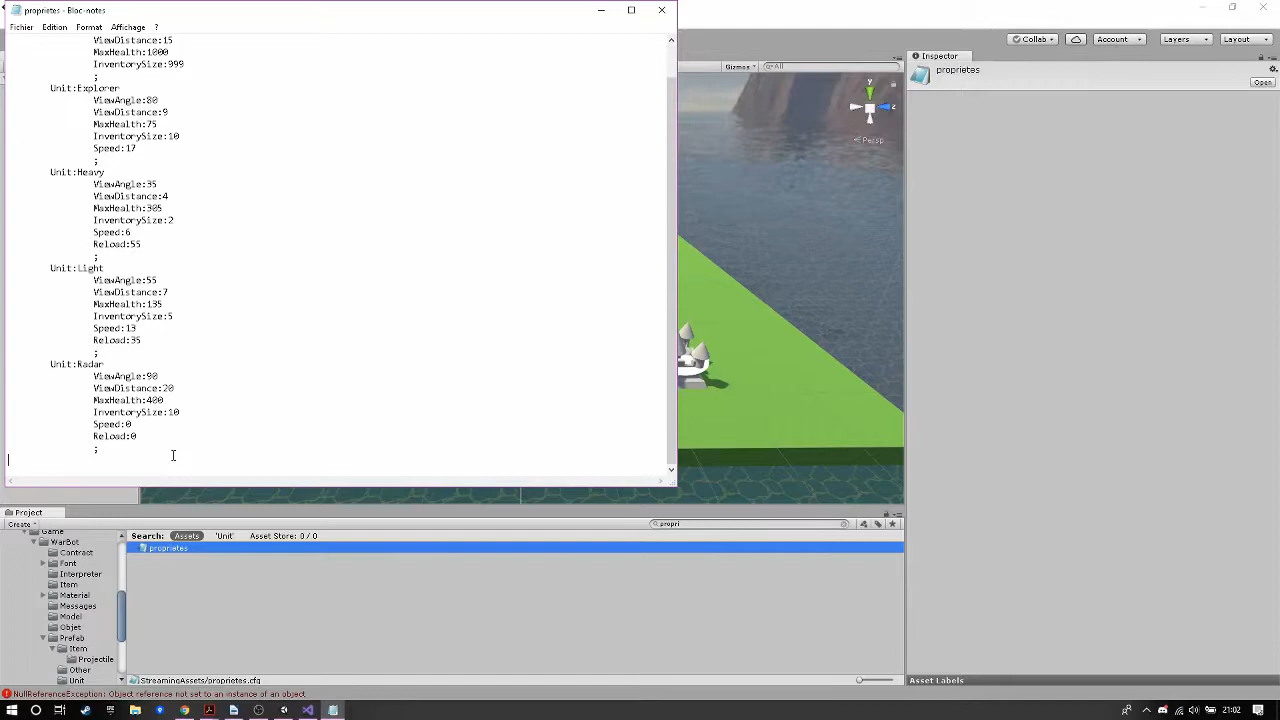 proprietes - Bloc-notes
Fichier Edition Format Affichage ?
ViewDistance:15
MaxHealth:1000
InventorySize:999
;
Unit:Explorer
ViewAngle:80
ViewDistance:9
MaxHealth:75
InventorySize:10
Speed:17
;
Unit:Heavy
ViewAngle:35
ViewDistance:4
MaxHealth:305
InventorySize:2
Speed:6
Reload:55
;
Unit:Light
ViewAngle:55
ViewDistance:7
MaxHealth:135
InventorySize:5
Speed:13
Reload:35
;
Unit:Radar
ViewAngle:90
ViewDistance:20
MaxHealth:400
InventorySize:10
Speed:0
Reload:0
;
Collab Account Layers Layout
Gizmos All
y
z
Persp
Inspector
proprietes
Open
Project
Create
propri
Search: Assets 'Unit' Asset Store: 0 / 0
proprietes
Game
WarBot
Contract
Font
Interpreter
Item
Material
Messages
Model
Objet
Prefab
Item
Projectile
Other
Unit
StreamingAssets/proprietes.cfg
Asset Labels
NullReferenceException: Object reference not set to an instance of an object
21:02